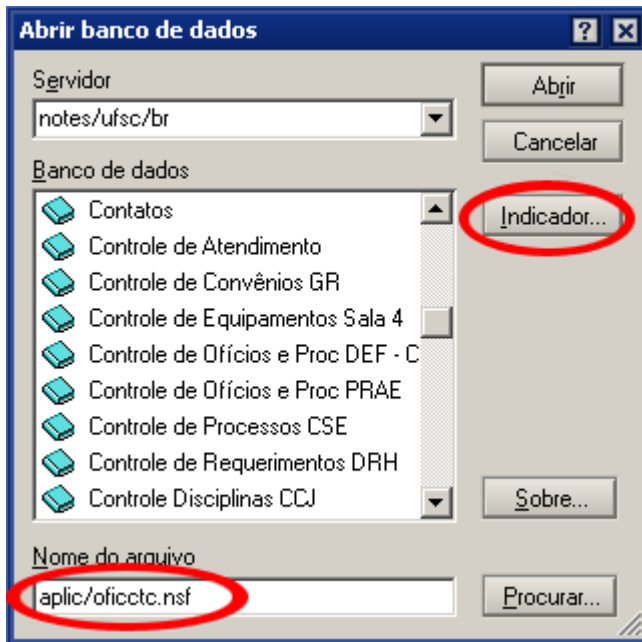 Abrir banco de dados
Servidor
notes/ufsc/br
Abrir
Cancelar
Banco de dados
Contatos
Controle de Atendimento
Controle de Convênios GR
Controle de Equipamentos Sala 4
Controle de Ofícios e Proc DEF - C
Controle de Ofícios e Proc PRAE
Controle de Processos CSE
Controle de Requerimentos DRH
Controle Disciplinas CCJ
Indicador...
Sobre...
Nome do arquivo
aplic/oficctc.nsf
Procurar...